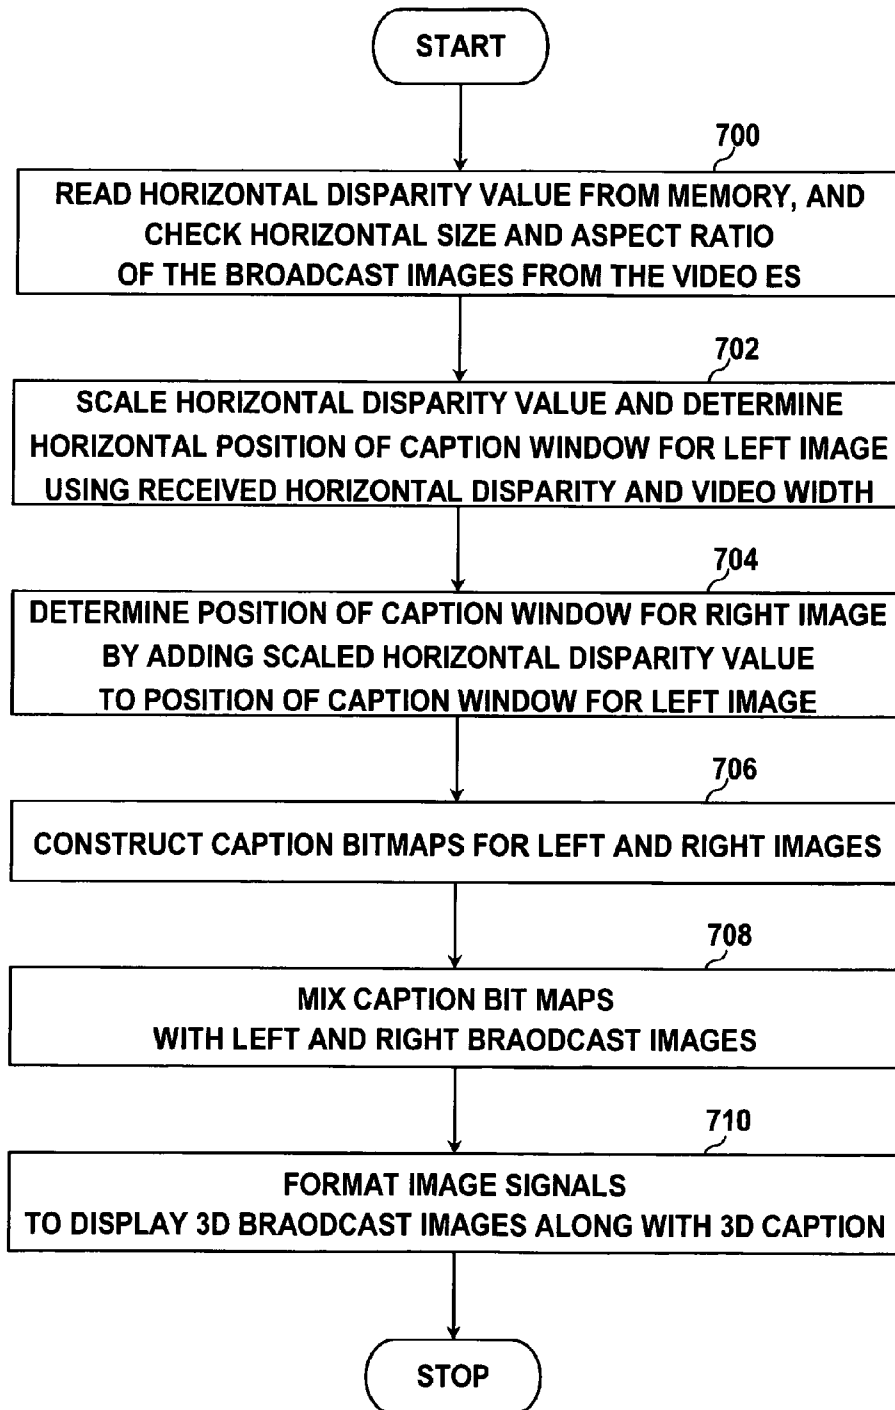 START
700
READ HORIZONTAL DISPARITY VALUE FROM MEMORY, AND
CHECK HORIZONTAL SIZE AND ASPECT RATIO
OF THE BROADCAST IMAGES FROM THE VIDEO ES
702
SCALE HORIZONTAL DISPARITY VALUE AND DETERMINE
HORIZONTAL POSITION OF CAPTION WINDOW FOR LEFT IMAGE
USING RECEIVED HORIZONTAL DISPARITY AND VIDEO WIDTH
704
DETERMINE POSITION OF CAPTION WINDOW FOR RIGHT IMAGE
BY ADDING SCALED HORIZONTAL DISPARITY VALUE
TO POSITION OF CAPTION WINDOW FOR LEFT IMAGE
706
CONSTRUCT CAPTION BITMAPS FOR LEFT AND RIGHT IMAGES
708
MIX CAPTION BIT MAPS
WITH LEFT AND RIGHT BRAODCAST IMAGES
710
FORMAT IMAGE SIGNALS
TO DISPLAY 3D BRAODCAST IMAGES ALONG WITH 3D CAPTION
STOP